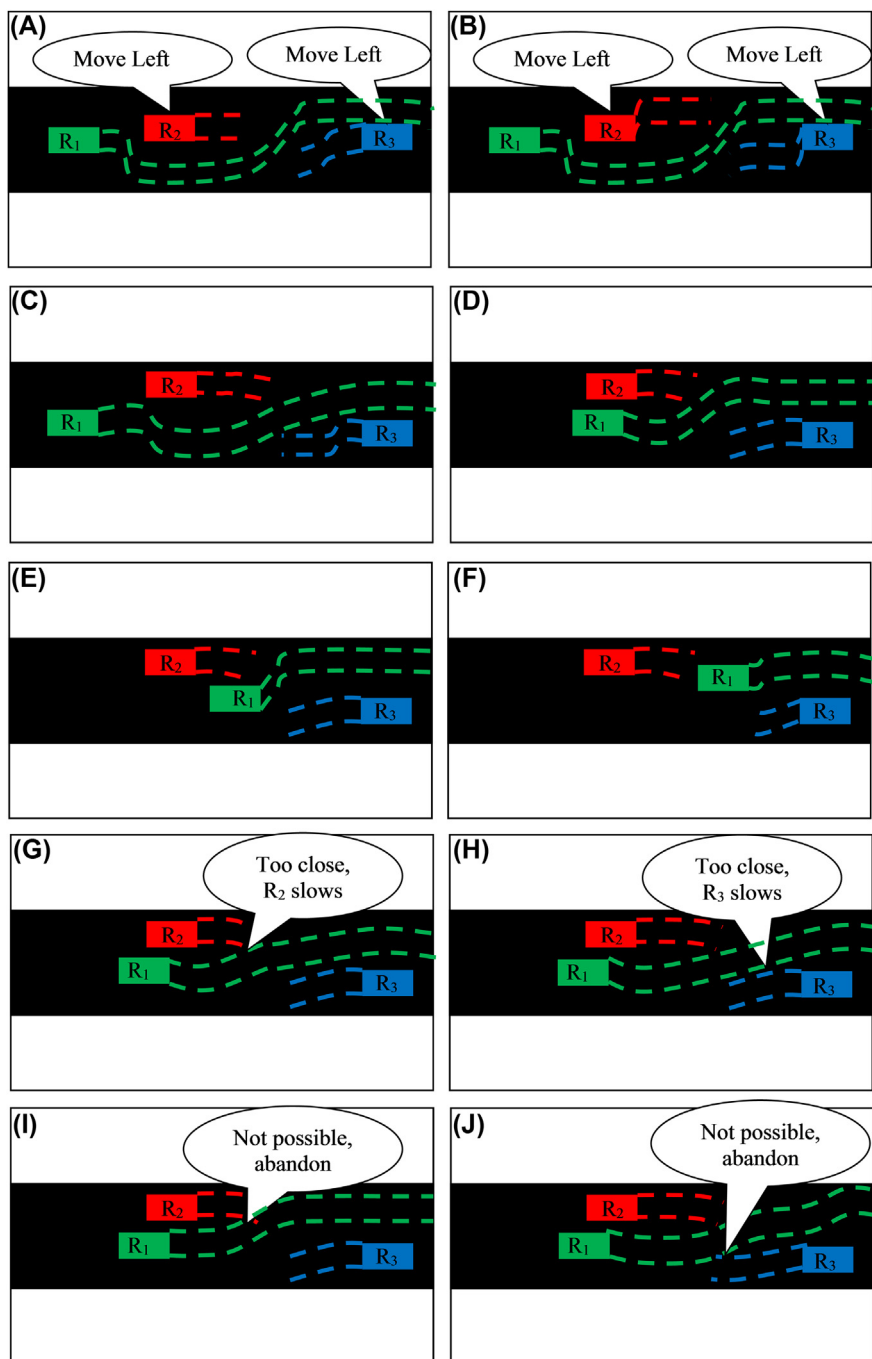 (A)
Move Left
Move Left
R₁
R₂
R₃
(B)
Move Left
Move Left
R₁
R₂
R₃
(C)
R₂
R₁
R₃
(D)
R₂
R₁
R₃
(E)
R₂
R₁
R₃
(F)
R₂
R₁
R₃
(G)
Too close,
R₂ slows
R₂
R₁
R₃
(H)
Too close,
R₃ slows
R₂
R₁
R₃
(I)
Not possible,
abandon
R₂
R₁
R₃
(J)
Not possible,
abandon
R₂
R₁
R₃